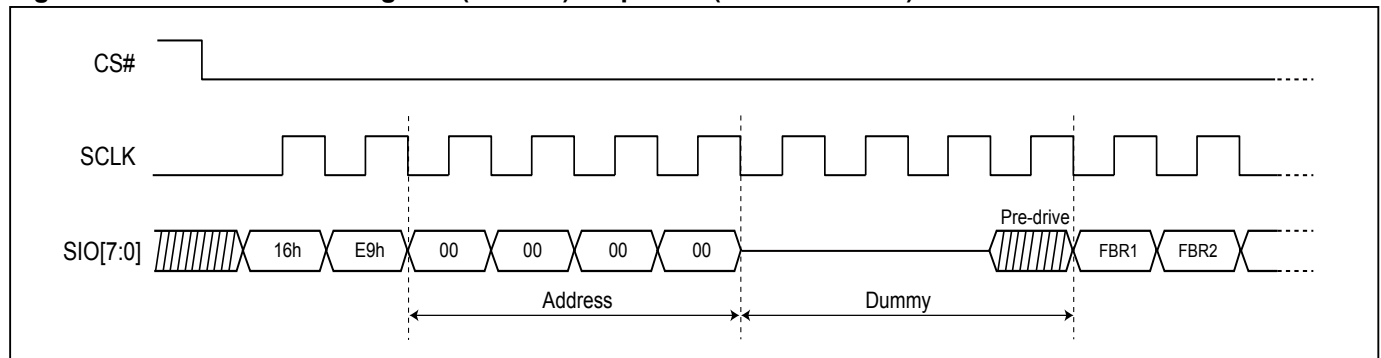 CS#
SCLK
Pre-drive
SIO[7:0] 16h E9h 00 00 00 00 FBR1 FBR2
Address Dummy